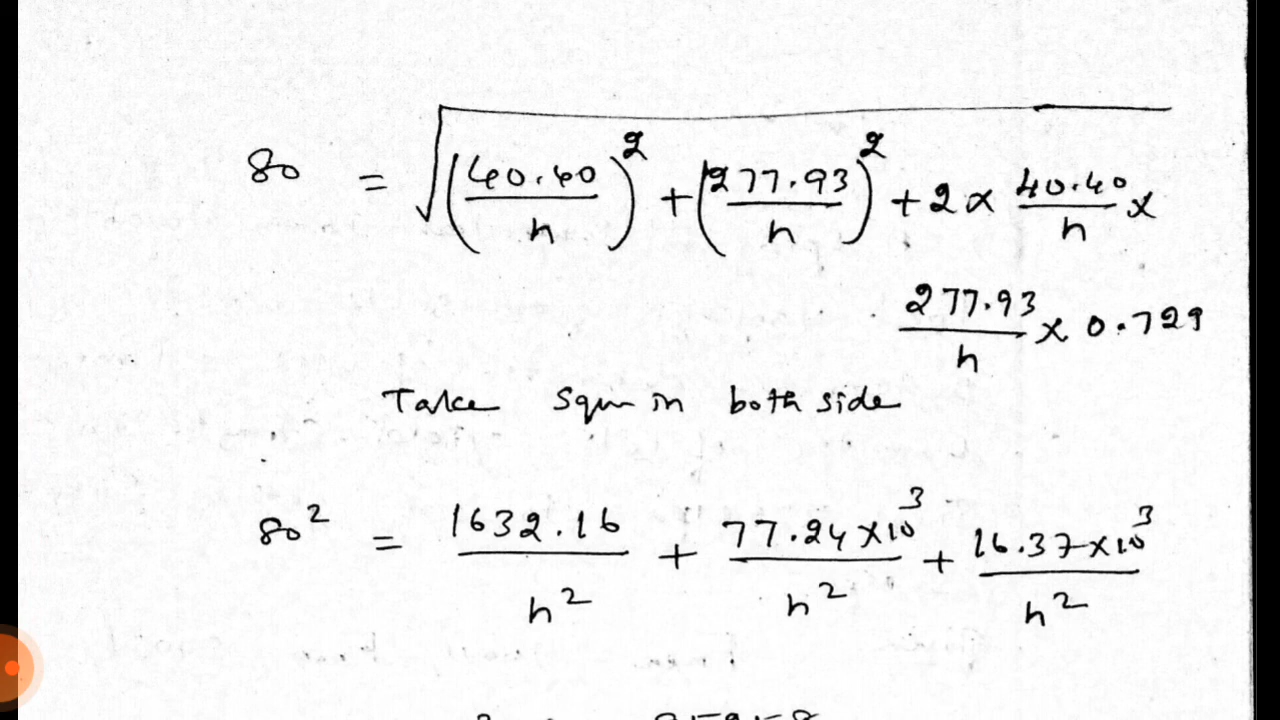 80 = √((40.40/h)² + (277.93/h)² + 2 × 40.40/h ×
277.93/h × 0.729
Take in both side
80² = 1632.16/h² + 77.24×10³/h² + 16.37×10³/h²